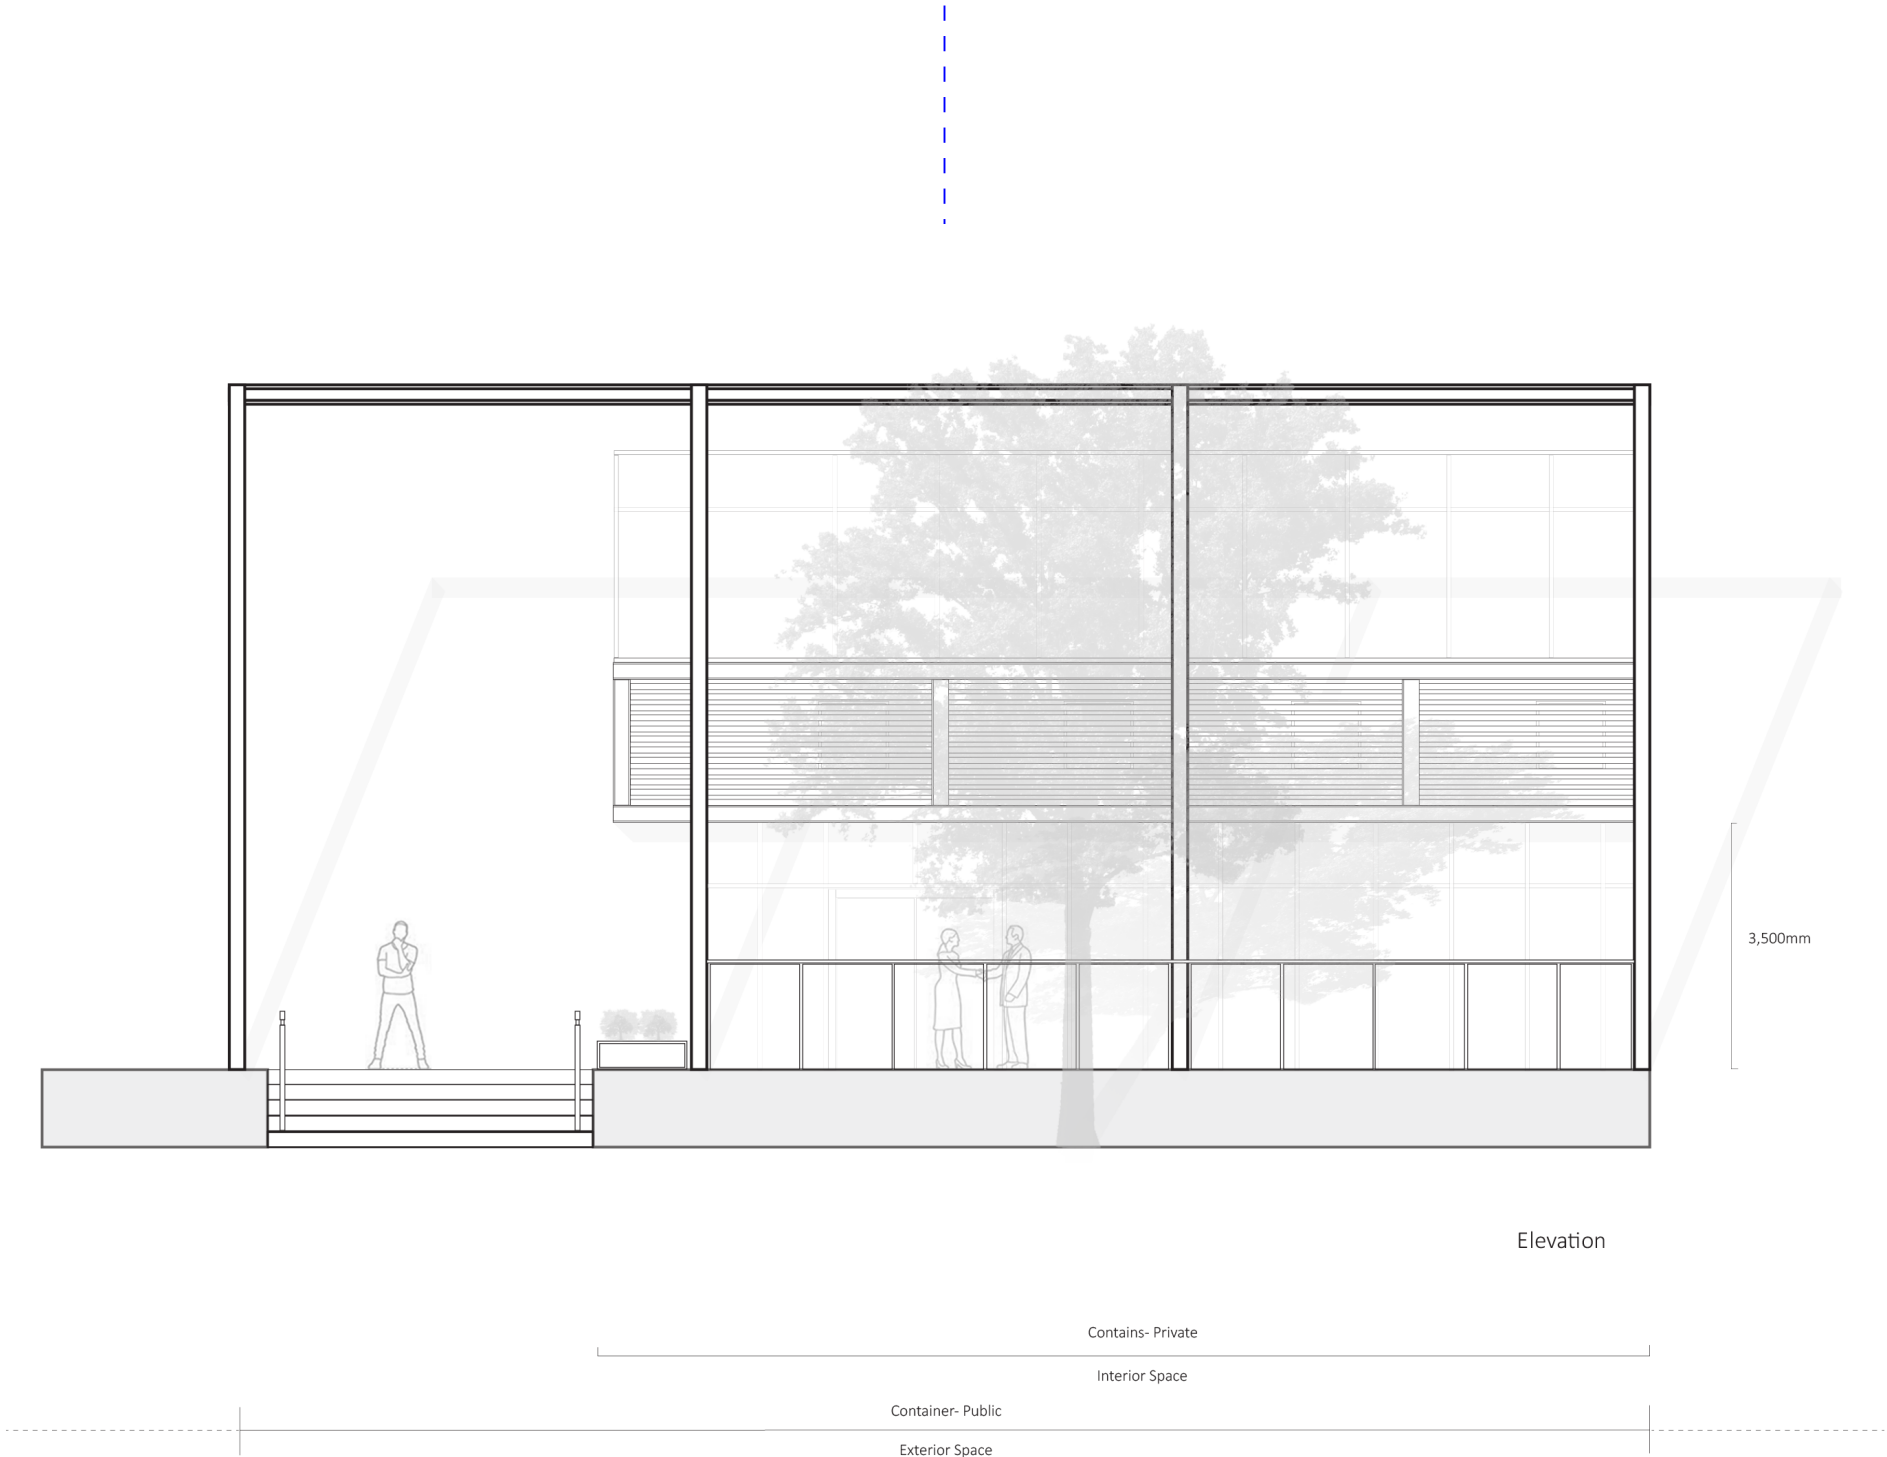 3,500mm
Elevation
Contains- Private
Interior Space
Container- Public
Exterior Space